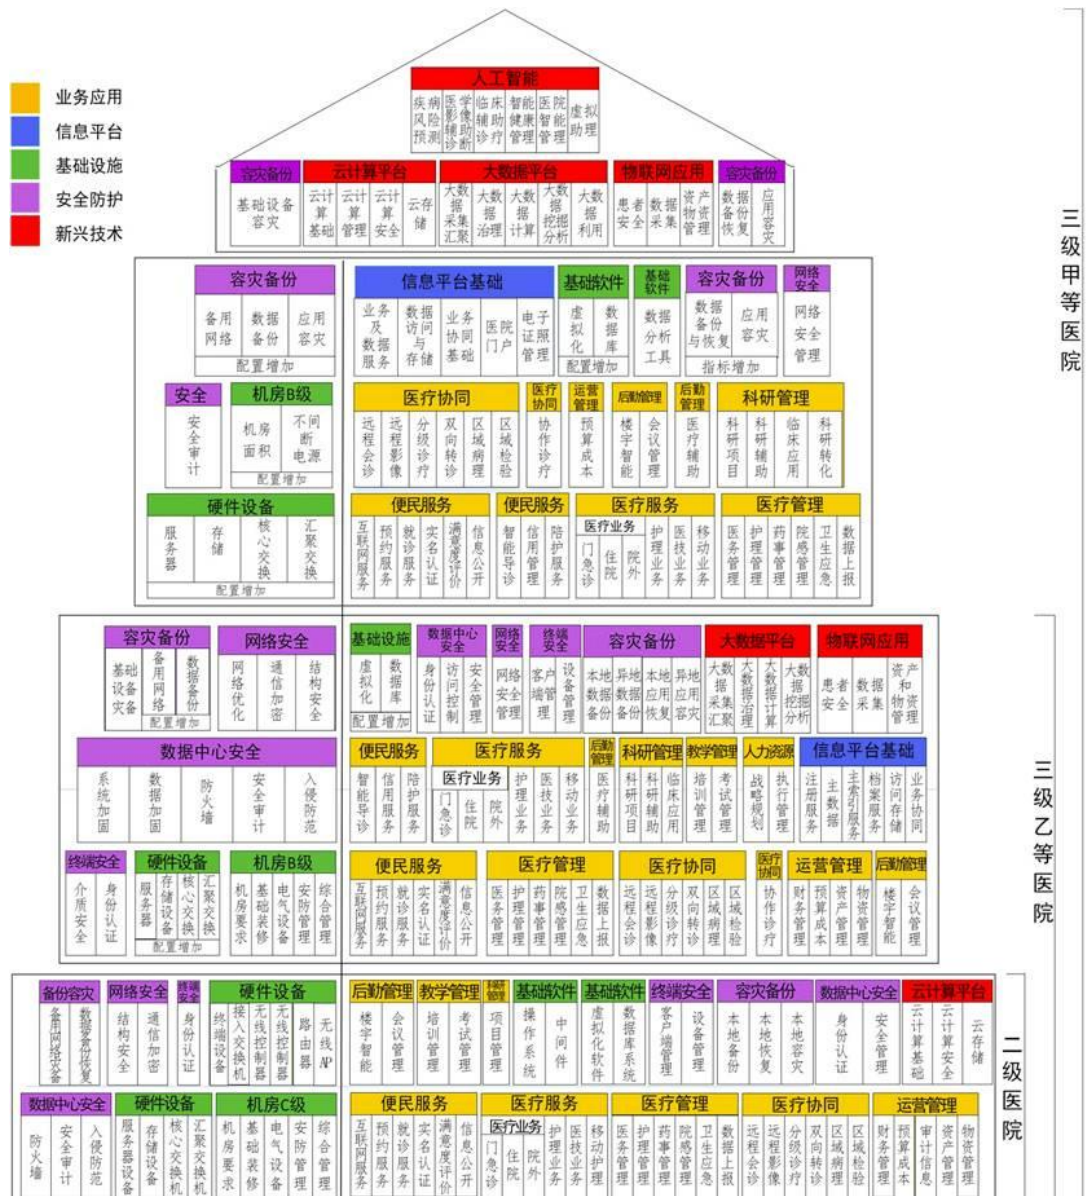 业务应用
信息平台
基础设施
安全防护
新兴技术
人工智能
疾病风险预测 医学影像辅助诊断 临床辅助诊疗 智能健康管理 医院智能管理 虚拟助理
容灾备份 云计算平台 大数据平台 物联网应用 容灾备份
基础设备容灾 云计算基础 云计算管理 云计算安全 云存储 大数据采集汇聚 大数据治理 大数据计算 大数据挖掘分析 大数据利用 患者安全 数据采集 资产物资管理 数据备份恢复 应用容灾
三级甲等医院
容灾备份 信息平台基础 基础软件 基础软件 容灾备份 网络安全
备用网络 数据备份 应用容灾 业务及数据服务 数据访问与存储 业务协同基础 医院门户 电子证照管理 虚拟化 数据库 数据分析工具 数据备份与恢复 应用容灾 网络安全管理
配置增加 配置增加 指标增加
安全 机房B级 医疗协同 医疗协同 运营管理 后勤管理 后勤管理 科研管理
安全审计 机房面积 不间断电源 远程会诊 远程影像 分级诊疗 双向转诊 区域病理 区域检验 协作诊疗 预算成本 楼宇智能 会议管理 医疗辅助 科研项目 科研辅助 临床应用 科研转化
配置增加
硬件设备 便民服务 便民服务 医疗服务 医疗管理
医疗业务
服务器 存储 核心交换 汇聚交换 互联网服务 预约服务 就诊服务 实名认证 满意度评价 信息公开 智能导诊 信用管理 陪护服务 门急诊 住院 院外 护理业务 医技业务 移动业务 医务管理 护理管理 药事管理 院感管理 卫生应急 数据上报
配置增加
三级乙等医院
容灾备份 网络安全 基础设施 数据中心安全 网络安全 终端安全 容灾备份 大数据平台 物联网应用
基础设备灾备 备用网络 数据备份 网络优化 通信加密 结构安全 虚拟化 数据库 身份认证 访问控制 安全管理 网络安全管理 客户端管理 设备管理 本地数据备份 异地数据备份 本地应用恢复 异地应用容灾 大数据采集汇聚 大数据治理 大数据计算 大数据挖掘分析 患者安全 数据采集 资产和物资管理
配置增加 配置增加
数据中心安全 便民服务 医疗服务 后勤管理 科研管理 教学管理 人力资源 信息平台基础
医疗业务
系统加固 数据加固 防火墙 安全审计 入侵防范 智能导诊 信用服务 陪护服务 门急诊 住院 院外 护理业务 医技业务 移动业务 医疗辅助 科研项目 科研辅助 临床应用 培训管理 考试管理 战略规划 执行管理 注册服务 主数据 主索引服务 档案服务 访问存储 业务协同
终端安全 硬件设备 机房B级 便民服务 医疗管理 医疗协同 医疗协同 运营管理 后勤管理
介质安全 身份认证 服务器 存储设备 核心交换 汇聚交换 机房要求 基础装修 电气设备 安防管理 综合管理 互联网服务 预约服务 就诊服务 实名认证 满意度评价 信息公开 医务管理 护理管理 药事管理 院感管理 卫生应急 数据上报 远程会诊 远程影像 分级诊疗 双向转诊 区域病理 区域检验 协作诊疗 财务管理 预算成本 资产管理 物资管理 楼宇智能 会议管理
配置增加
二级医院
备份容灾 网络安全 终端安全 硬件设备 后勤管理 教学管理 基础软件 基础软件 终端安全 容灾备份 数据中心安全 云计算平台
备用网络灾备 数据备份恢复 结构安全 通信加密 身份认证 终端设备 接入交换机 无线控制器 无线控制器 路由器 无线AP 楼宇智能 会议管理 培训管理 考试管理 项目管理 操作系统 中间件 虚拟化软件 数据库系统 客户端管理 设备管理 本地备份 本地恢复 本地容灾 身份认证 安全管理 云计算基础 云计算安全 云存储
数据中心安全 硬件设备 机房C级 便民服务 医疗服务 医疗管理 医疗协同 运营管理
医疗业务
防火墙 安全审计 入侵防范 服务器设备 存储设备 核心交换机 汇聚交换机 机房要求 基础装修 电气设备 安防管理 综合管理 互联网服务 预约服务 就诊服务 实名认证 满意度评价 信息公开 门急诊 住院 院外 护理业务 医技业务 移动护理 医务管理 护理管理 药事管理 院感管理 卫生应急 数据上报 远程会诊 远程影像 分级诊疗 双向转诊 区域病理 区域检验 财务管理 预算成本 审计信息 资产管理 物资管理